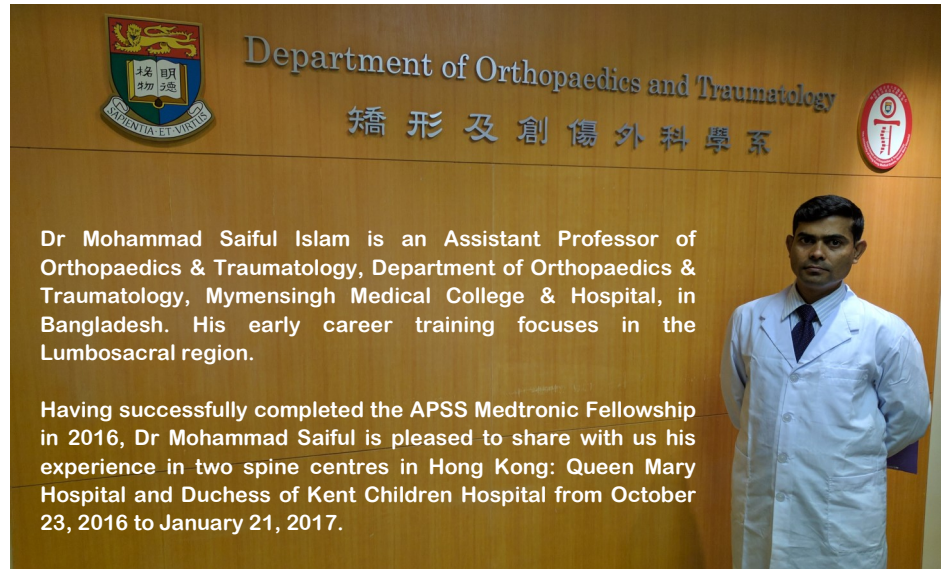 Department of Orthopaedics and Traumatology
矯形及創傷外科學系
格物
明德
SAPIENTIA·ET·VIRTUS
Dr Mohammad Saiful Islam is an Assistant Professor of
Orthopaedics & Traumatology, Department of Orthopaedics &
Traumatology, Mymensingh Medical College & Hospital, in
Bangladesh. His early career training focuses in the
Lumbosacral region.
Having successfully completed the APSS Medtronic Fellowship
in 2016, Dr Mohammad Saiful is pleased to share with us his
experience in two spine centres in Hong Kong: Queen Mary
Hospital and Duchess of Kent Children Hospital from October
23, 2016 to January 21, 2017.